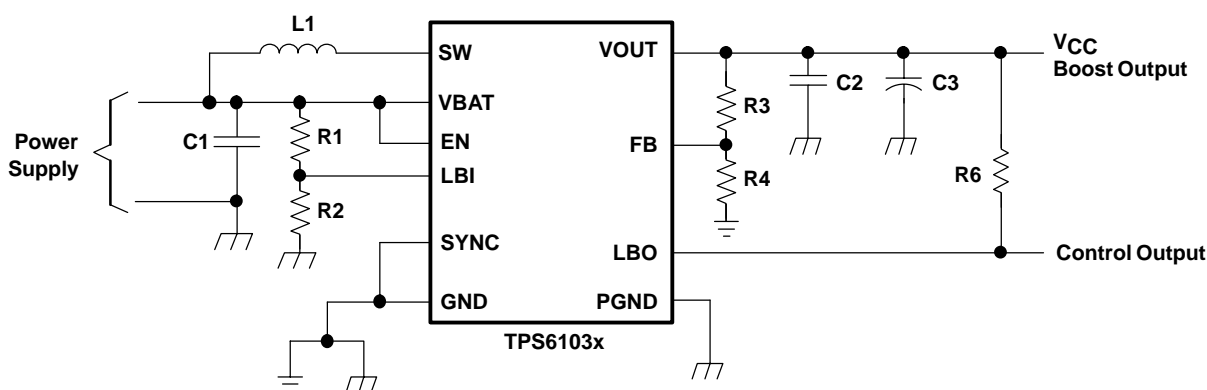 L1
SW
VOUT
VCC
Boost Output
C2
C3
R3
VBAT
Power
Supply
C1
R1
EN
FB
LBI
R4
R6
R2
SYNC
LBO
Control Output
GND
PGND
TPS6103x